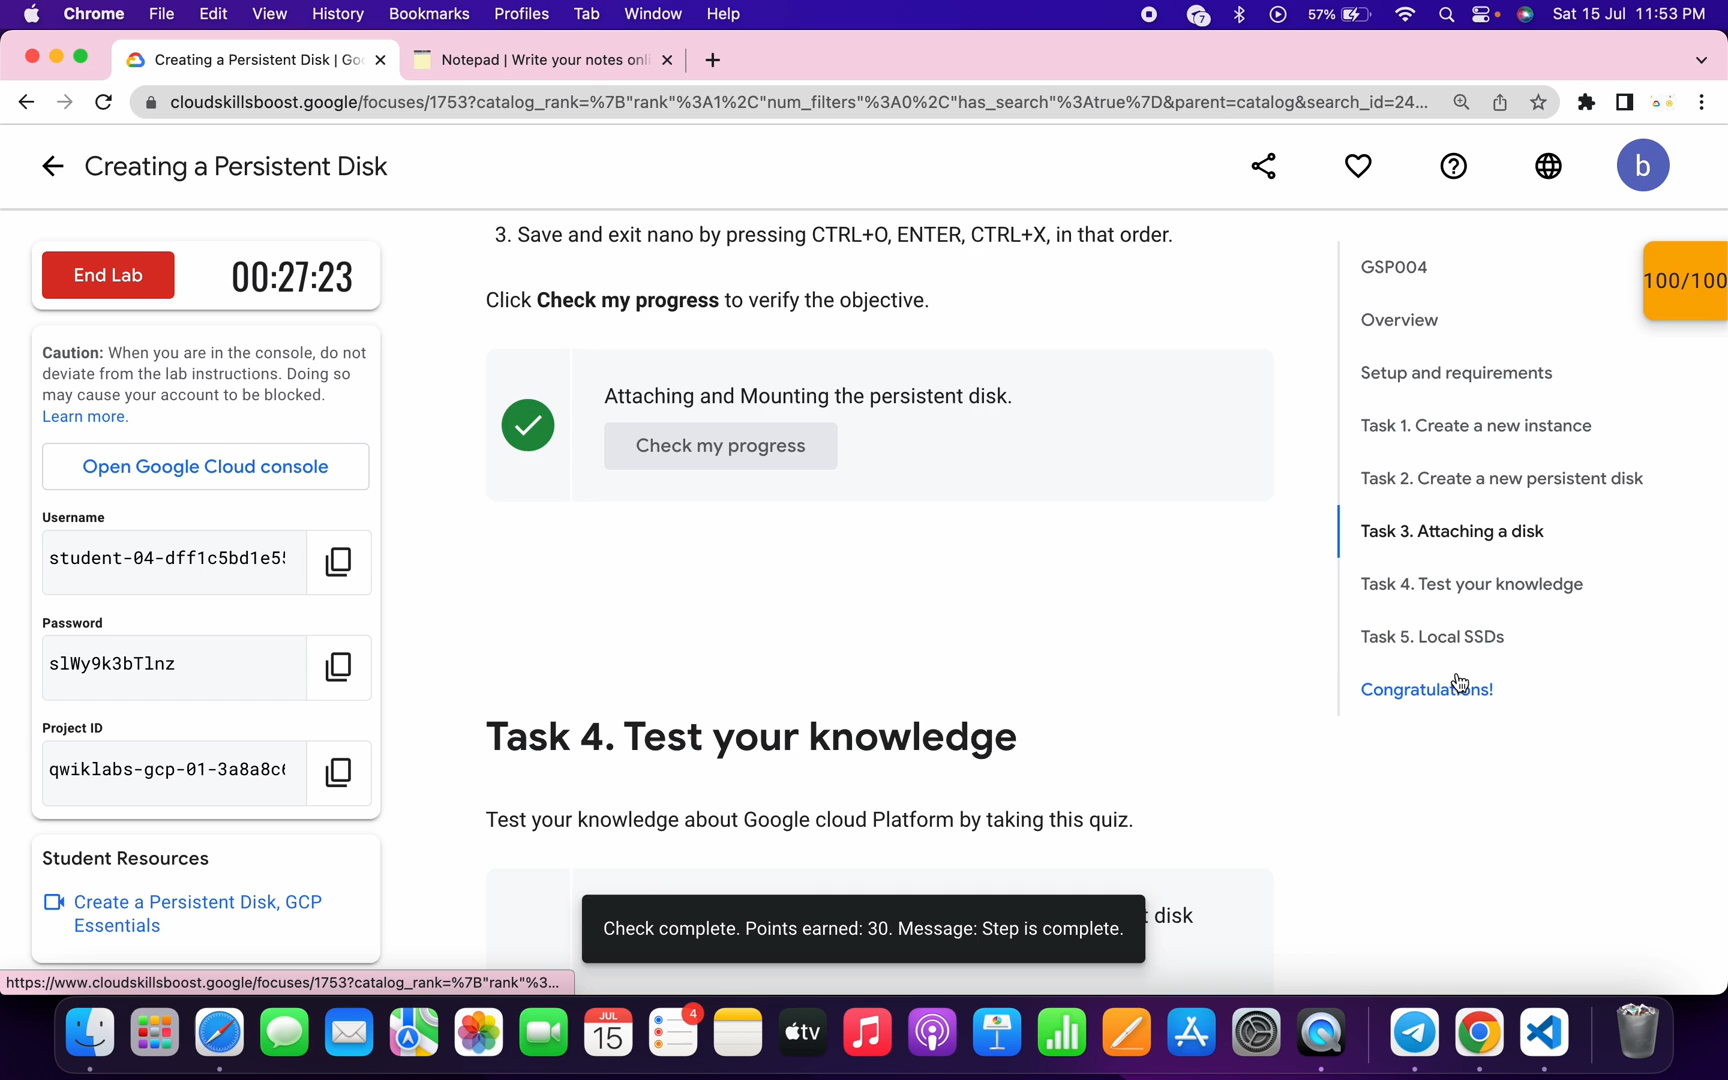 Chrome File Edit View History Bookmarks Profiles Tab Window Help 7 57% Sat 15 Jul 11:53 PM
Creating a Persistent Disk | Go Notepad | Write your notes onli
cloudskillsboost.google/focuses/1753?catalog_rank=%7B"rank"%3A1%2C"num_filters"%3A0%2C"has_search"%3Atrue%7D&parent=catalog&search_id=24...
Creating a Persistent Disk
b
End Lab 00:27:23
Caution: When you are in the console, do not
deviate from the lab instructions. Doing so
may cause your account to be blocked.
Learn more.
Open Google Cloud console
Username
student-04-dff1c5bd1e5
Password
slWy9k3bTlnz
Project ID
qwiklabs-gcp-01-3a8a8c
Student Resources
Create a Persistent Disk, GCP
Essentials
3. Save and exit nano by pressing CTRL+O, ENTER, CTRL+X, in that order.
Click Check my progress to verify the objective.
Attaching and Mounting the persistent disk.
Check my progress
Task 4. Test your knowledge
Test your knowledge about Google cloud Platform by taking this quiz.
disk
Check complete. Points earned: 30. Message: Step is complete.
GSP004
Overview
Setup and requirements
Task 1. Create a new instance
Task 2. Create a new persistent disk
Task 3. Attaching a disk
Task 4. Test your knowledge
Task 5. Local SSDs
Congratulations!
100/100
https://www.cloudskillsboost.google/focuses/1753?catalog_rank=%7B"rank"%3...
JUL
15
4
tv